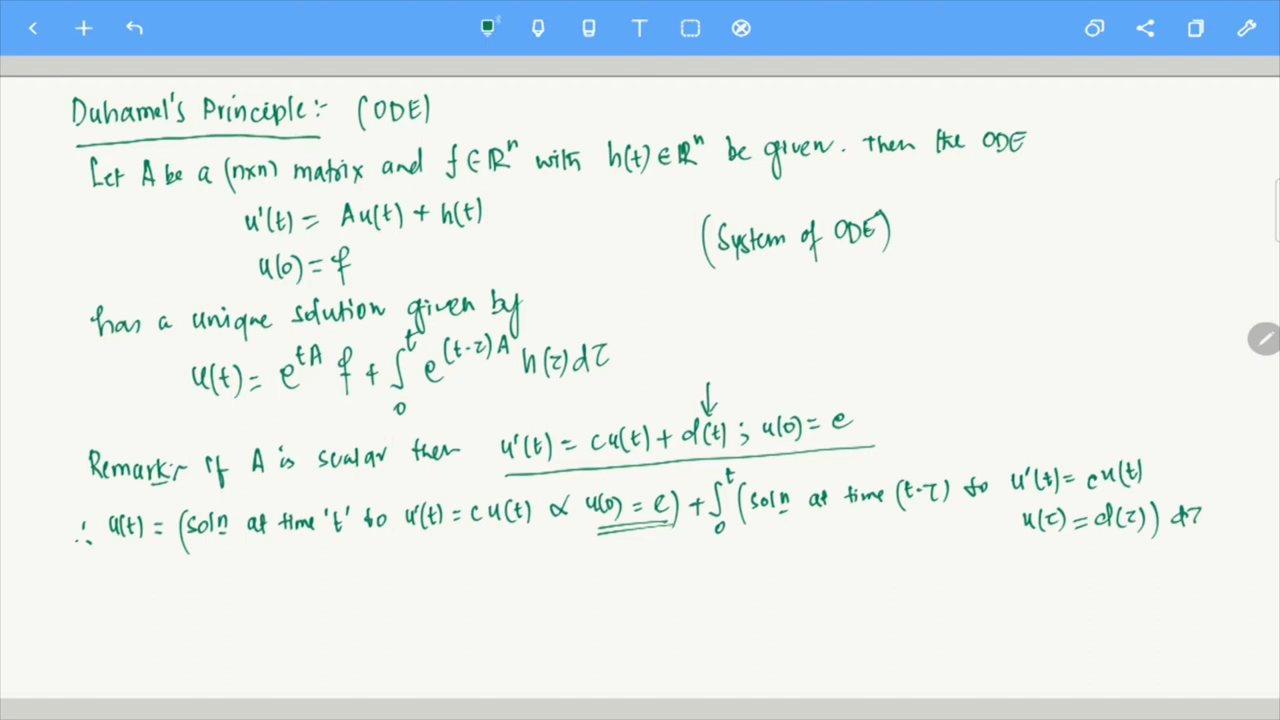 Duhamel's Principle :- (ODE)
Let A be a (n×n) matrix and f ∈ ℝⁿ with h(t) ∈ ℝⁿ be given. Then the ODE
u'(t) = Au(t) + h(t)
(System of ODE)
u(0) = f
has a unique solution given by
u(t) = e^{tA} f + ∫₀ᵗ e^{(t-τ)A} h(τ) dτ
Remark:- If A is scalar then u'(t) = cu(t) + d(t) ; u(0) = e
∴ u(t) = (soln at time 't' to u'(t) = cu(t) & u(0) = e) + ∫₀ᵗ (soln at time (t-τ) to u'(t) = cu(t)
u(τ) = d(τ)) dτ